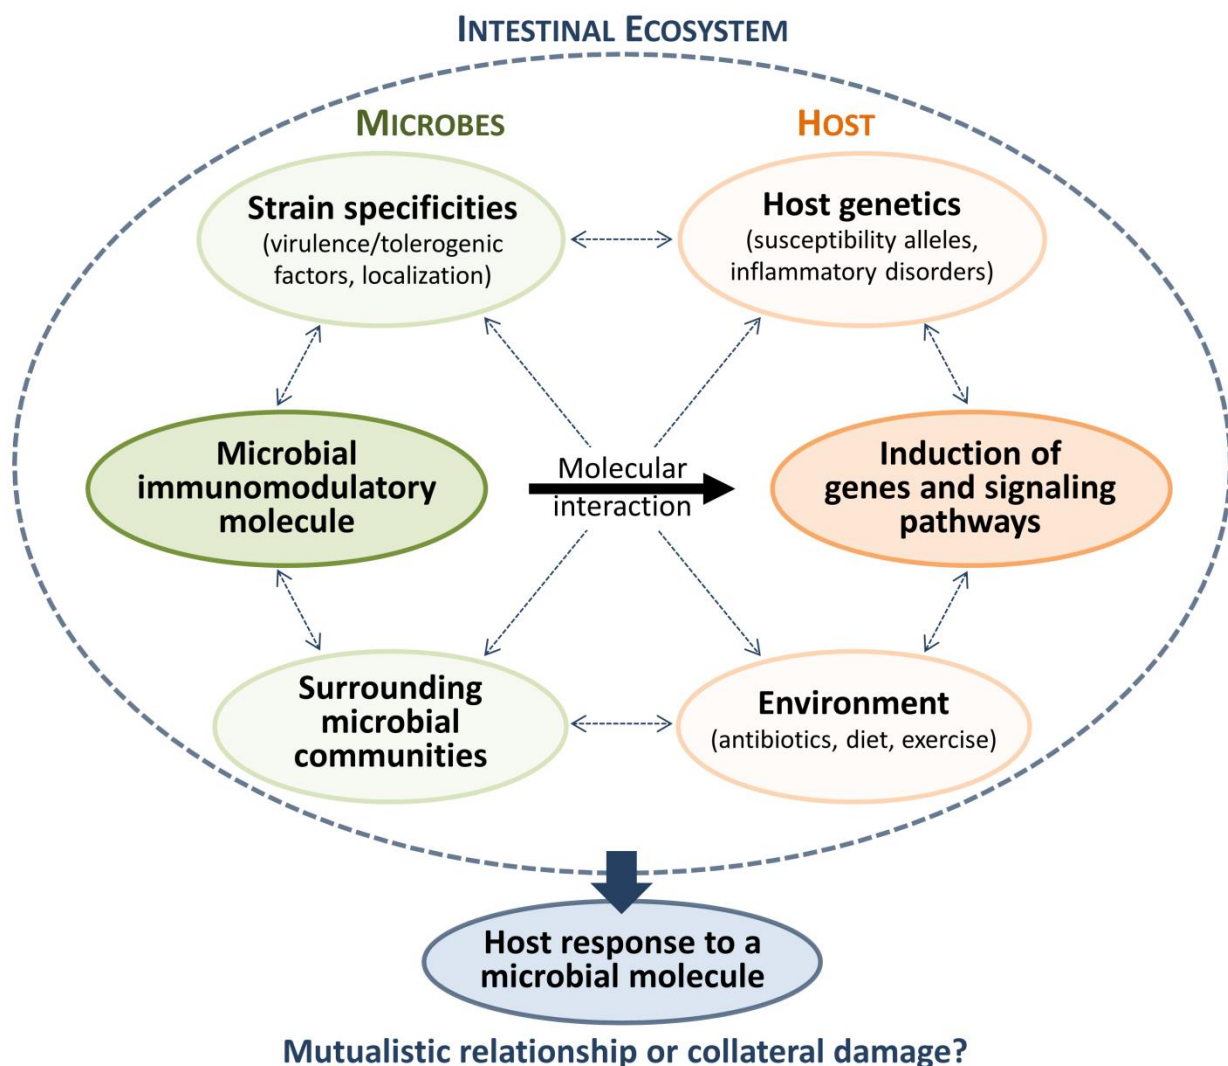 INTESTINAL ECOSYSTEM
MICROBES
HOST
Strain specificities
(virulence/tolerogenic
factors, localization)
Host genetics
(susceptibility alleles,
inflammatory disorders)
Microbial
immunomodulatory
molecule
Molecular
interaction
Induction of
genes and signaling
pathways
Surrounding
microbial
communities
Environment
(antibiotics, diet, exercise)
Host response to a
microbial molecule
Mutualistic relationship or collateral damage?